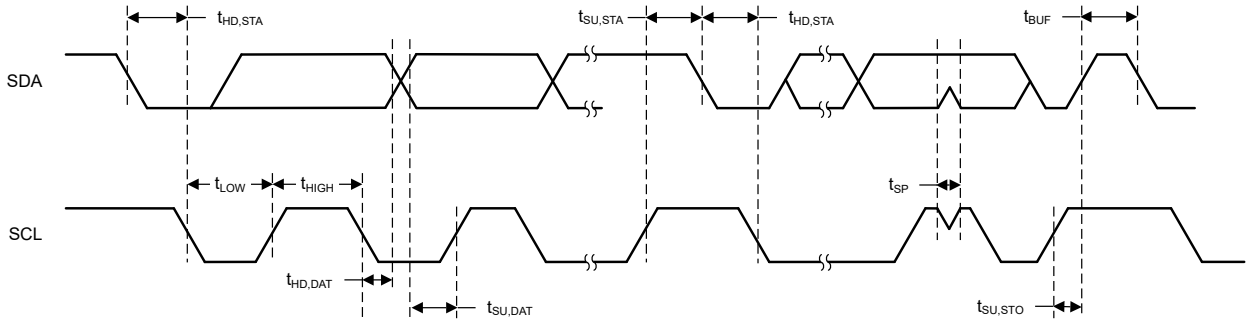 tHD,STA
tSU,STA
tHD,STA
tBUF
SDA
tLOW
tHIGH
tSP
SCL
tHD,DAT
tSU,DAT
tSU,STO